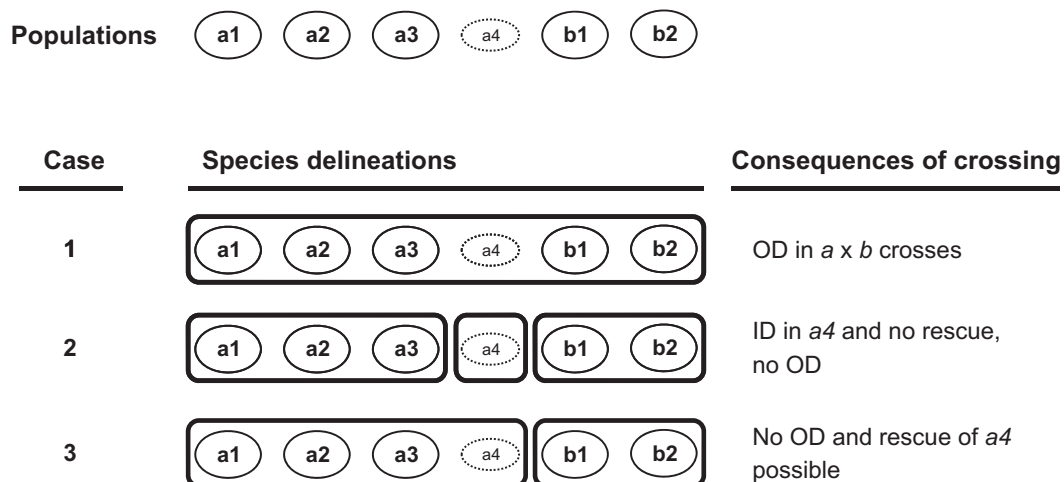 Populations a1 a2 a3 a4 b1 b2
Case Species delineations Consequences of crossing
1 a1 a2 a3 a4 b1 b2 OD in a x b crosses
2 a1 a2 a3 a4 b1 b2 ID in a4 and no rescue,
no OD
3 a1 a2 a3 a4 b1 b2 No OD and rescue of a4
possible